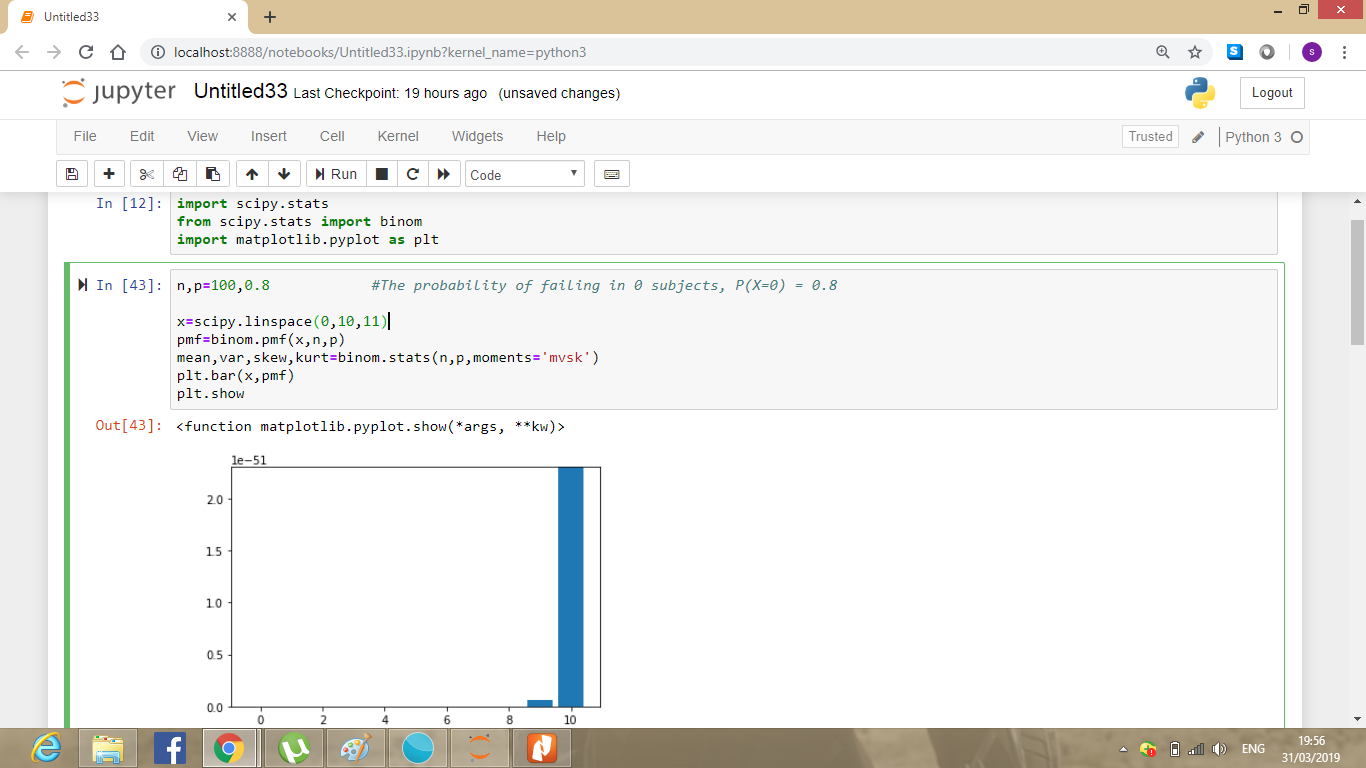 Untitled33
localhost:8888/notebooks/Untitled33.ipynb?kernel_name=python3
S
s
jupyter Untitled33 Last Checkpoint: 19 hours ago (unsaved changes)
Logout
File Edit View Insert Cell Kernel Widgets Help
Trusted
Python 3
Run
Code
In [12]: import scipy.stats
from scipy.stats import binom
import matplotlib.pyplot as plt
In [43]: n,p=100,0.8 #The probability of failing in 0 subjects, P(X=0) = 0.8
x=scipy.linspace(0,10,11)
pmf=binom.pmf(x,n,p)
mean,var,skew,kurt=binom.stats(n,p,moments='mvsk')
plt.bar(x,pmf)
plt.show
Out[43]: <function matplotlib.pyplot.show(*args, **kw)>
1e−51
2.0
1.5
1.0
0.5
0.0
0 2 4 6 8 10
ENG
19:56
31/03/2019